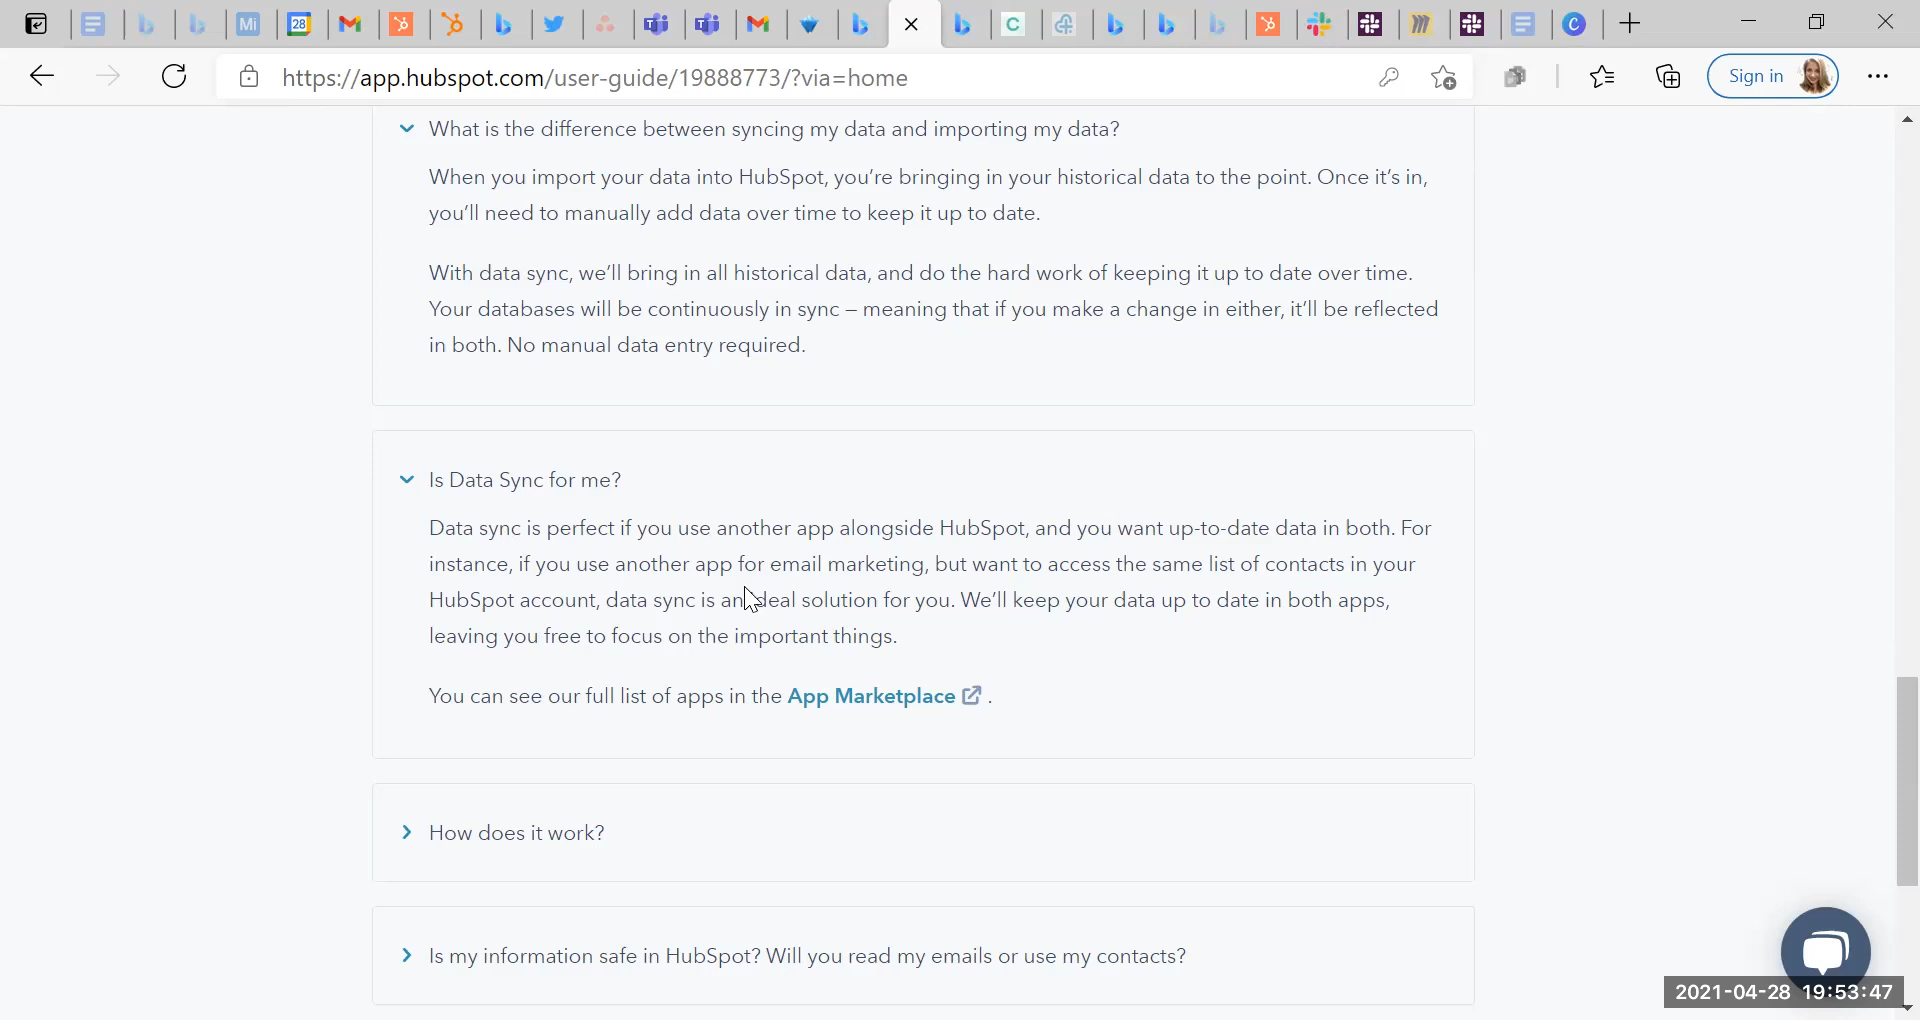 Mi
28
C
C
https://app.hubspot.com/user-guide/19888773/?via=home
Sign in
What is the difference between syncing my data and importing my data?
When you import your data into HubSpot, you're bringing in your historical data to the point. Once it's in,
you'll need to manually add data over time to keep it up to date.
With data sync, we'll bring in all historical data, and do the hard work of keeping it up to date over time.
Your databases will be continuously in sync – meaning that if you make a change in either, it'll be reflected
in both. No manual data entry required.
Is Data Sync for me?
Data sync is perfect if you use another app alongside HubSpot, and you want up-to-date data in both. For
instance, if you use another app for email marketing, but want to access the same list of contacts in your
HubSpot account, data sync is an ideal solution for you. We'll keep your data up to date in both apps,
leaving you free to focus on the important things.
You can see our full list of apps in the App Marketplace .
How does it work?
Is my information safe in HubSpot? Will you read my emails or use my contacts?
2021-04-28 19:53:47